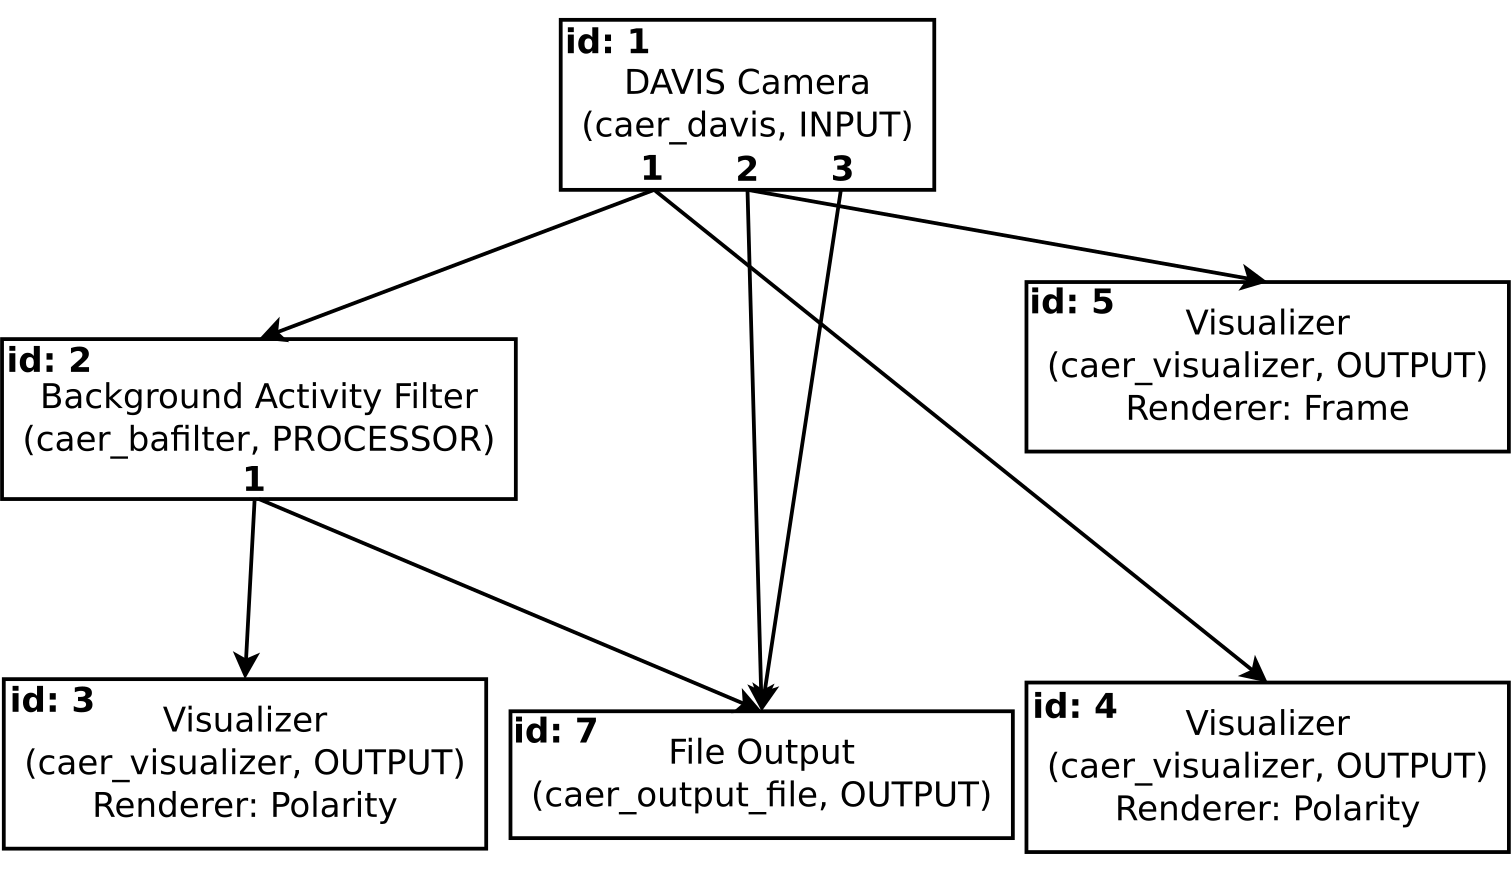 id: 1
DAVIS Camera
(caer_davis, INPUT)
1 2 3
id: 5
Visualizer
(caer_visualizer, OUTPUT)
Renderer: Frame
id: 2
Background Activity Filter
(caer_bafilter, PROCESSOR)
1
id: 3
Visualizer
(caer_visualizer, OUTPUT)
Renderer: Polarity
id: 7
File Output
(caer_output_file, OUTPUT)
id: 4
Visualizer
(caer_visualizer, OUTPUT)
Renderer: Polarity